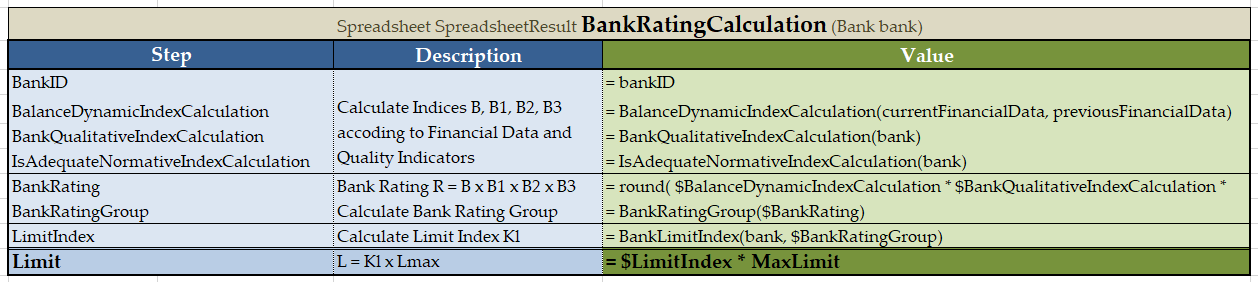 Spreadsheet SpreadsheetResult BankRatingCalculation (Bank bank)
Step Description Value
BankID = bankID
BalanceDynamicIndexCalculation Calculate Indices B, B1, B2, B3 = BalanceDynamicIndexCalculation(currentFinancialData, previousFinancialData)
BankQualitativeIndexCalculation accoding to Financial Data and = BankQualitativeIndexCalculation(bank)
IsAdequateNormativeIndexCalculation Quality Indicators = IsAdequateNormativeIndexCalculation(bank)
BankRating Bank Rating R = B x B1 x B2 x B3 = round( $BalanceDynamicIndexCalculation * $BankQualitativeIndexCalculation *
BankRatingGroup Calculate Bank Rating Group = BankRatingGroup($BankRating)
LimitIndex Calculate Limit Index Kl = BankLimitIndex(bank, $BankRatingGroup)
Limit L = Kl x Lmax = $LimitIndex * MaxLimit